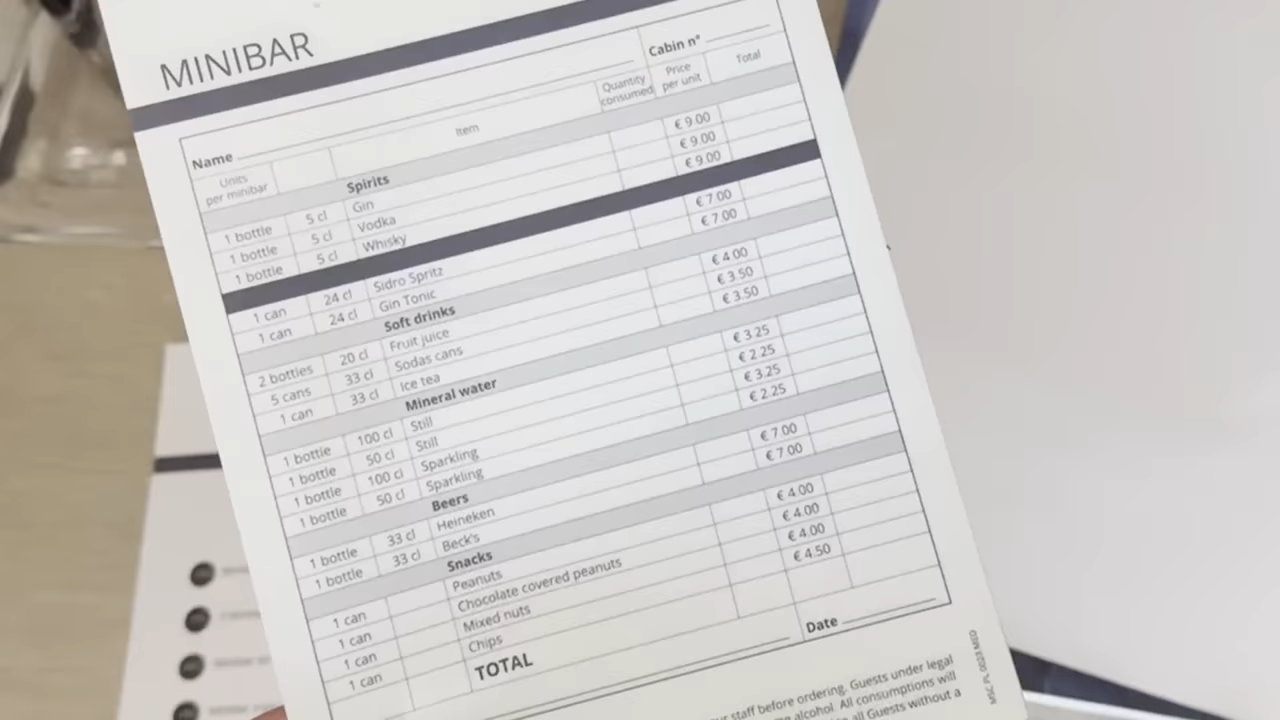 MINIBAR
Name
Cabin n°
Units per minibar Item Quantity consumed Price per unit Total
Spirits
1 bottle 5 cl Gin € 9.00
1 bottle 5 cl Vodka € 9.00
1 bottle 5 cl Whisky € 9.00
1 can 24 cl Sidro Spritz € 7 00
1 can 24 cl Gin Tonic € 7.00
Soft drinks
2 bottles 20 cl Fruit juice € 4 00
5 cans 33 cl Sodas cans € 3.50
1 can 33 cl Ice tea € 3.50
Mineral water
1 bottle 100 cl Still € 3 25
1 bottle 50 cl Still € 2 25
1 bottle 100 cl Sparkling € 3.25
1 bottle 50 cl Sparkling € 2.25
Beers
1 bottle 33 cl Heineken € 7.00
1 bottle 33 cl Beck's € 7 00
Snacks
1 can Peanuts € 4.00
1 can Chocolate covered peanuts € 4.00
1 can Mixed nuts € 4.00
1 can Chips € 4.50
TOTAL
Date
staff before ordering. Guests under legal
alcohol. All consumptions will
all Guests without a
MSC PL 0023 MED